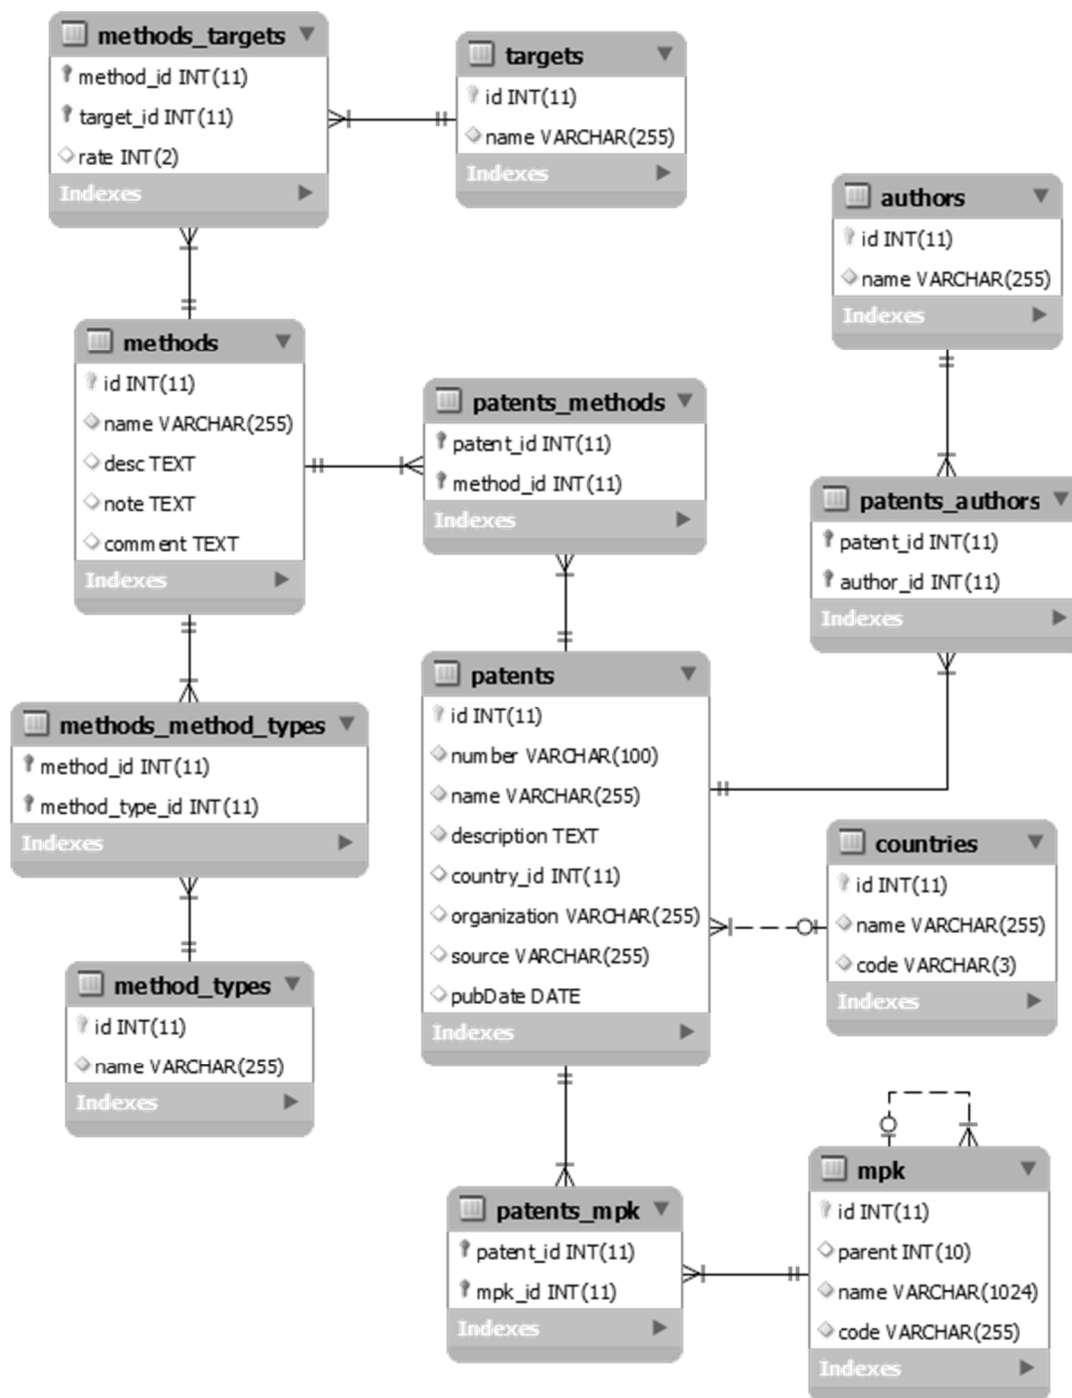 methods_targets
method_id INT(11)
target_id INT(11)
rate INT(2)
Indexes
targets
id INT(11)
name VARCHAR(255)
Indexes
authors
id INT(11)
name VARCHAR(255)
Indexes
methods
id INT(11)
name VARCHAR(255)
desc TEXT
note TEXT
comment TEXT
Indexes
patents_methods
patent_id INT(11)
method_id INT(11)
Indexes
patents_authors
patent_id INT(11)
author_id INT(11)
Indexes
patents
id INT(11)
number VARCHAR(100)
name VARCHAR(255)
description TEXT
country_id INT(11)
organization VARCHAR(255)
source VARCHAR(255)
pubDate DATE
Indexes
methods_method_types
method_id INT(11)
method_type_id INT(11)
Indexes
countries
id INT(11)
name VARCHAR(255)
code VARCHAR(3)
Indexes
method_types
id INT(11)
name VARCHAR(255)
Indexes
patents_mpk
patent_id INT(11)
mpk_id INT(11)
Indexes
mpk
id INT(11)
parent INT(10)
name VARCHAR(1024)
code VARCHAR(255)
Indexes